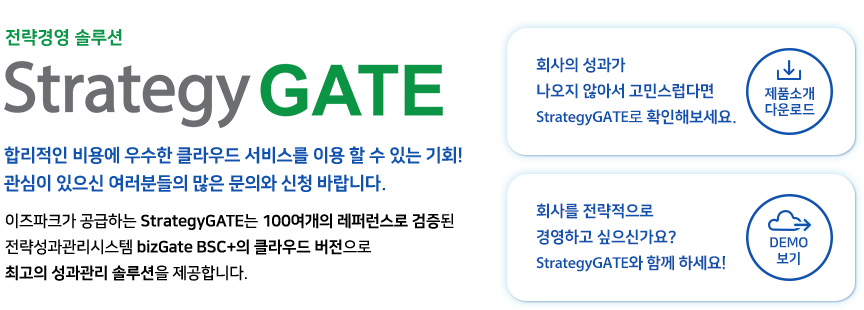 전략경영 솔루션
Strategy GATE
합리적인 비용에 우수한 클라우드 서비스를 이용 할 수 있는 기회!
관심이 있으신 여러분들의 많은 문의와 신청 바랍니다.
이즈파크가 공급하는 StrategyGATE는 100여개의 레퍼런스로 검증된
전략성과관리시스템 bizGate BSC+의 클라우드 버전으로
최고의 성과관리 솔루션을 제공합니다.
회사의 성과가
나오지 않아서 고민스럽다면
StrategyGATE로 확인해보세요.
제품소개
다운로드
회사를 전략적으로
경영하고 싶으신가요?
StrategyGATE와 함께 하세요!
DEMO
보기